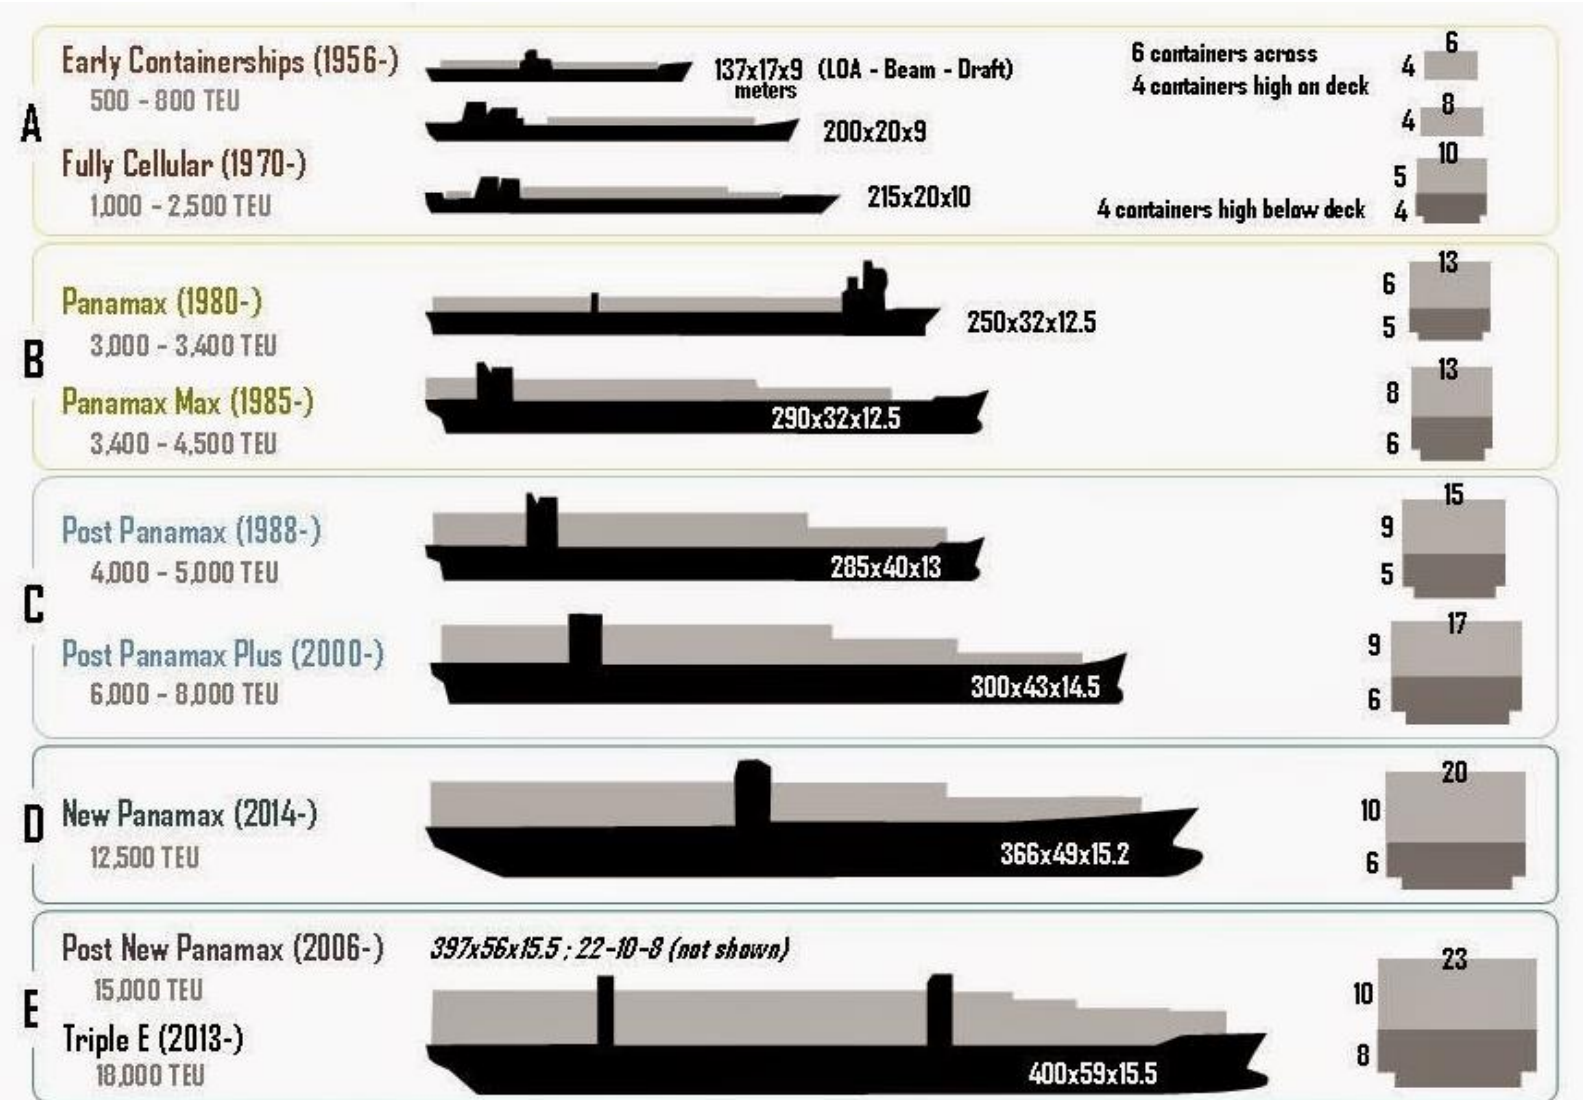 A
Early Containerships (1956-)
500 - 800 TEU
137x17x9 (LOA - Beam - Draft)
meters
6 containers across
4 containers high on deck
6
4
200x20x9
8
4
Fully Cellular (1970-)
1,000 - 2,500 TEU
215x20x10
4 containers high below deck
10
5
4
B
Panamax (1980-)
3,000 - 3,400 TEU
250x32x12.5
13
6
5
Panamax Max (1985-)
3,400 - 4,500 TEU
290x32x12.5
13
8
6
C
Post Panamax (1988-)
4,000 - 5,000 TEU
285x40x13
15
9
5
Post Panamax Plus (2000-)
6,000 - 8,000 TEU
300x43x14.5
17
9
6
D
New Panamax (2014-)
12,500 TEU
366x49x15.2
20
10
6
E
Post New Panamax (2006-)
15,000 TEU
397x56x15.5 ; 22-10-8 (not shown)
Triple E (2013-)
18,000 TEU
400x59x15.5
23
10
8